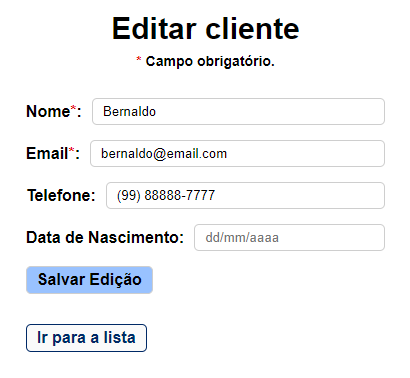 Editar cliente
* Campo obrigatório.
Nome*: Bernaldo
Email*: bernaldo@email.com
Telefone: (99) 88888-7777
Data de Nascimento: dd/mm/aaaa
Salvar Edição
Ir para a lista